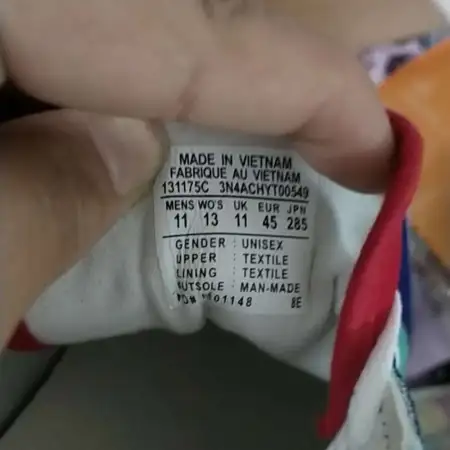 MADE IN VIETNAM
FABRIQUE AU VIETNAM
131175C 3N4ACHYT00549
MENS WO'S UK EUR JPN
11 13 11 45 285
GENDER : UNISEX
UPPER : TEXTILE
LINING : TEXTILE
OUTSOLE : MAN-MADE
8E